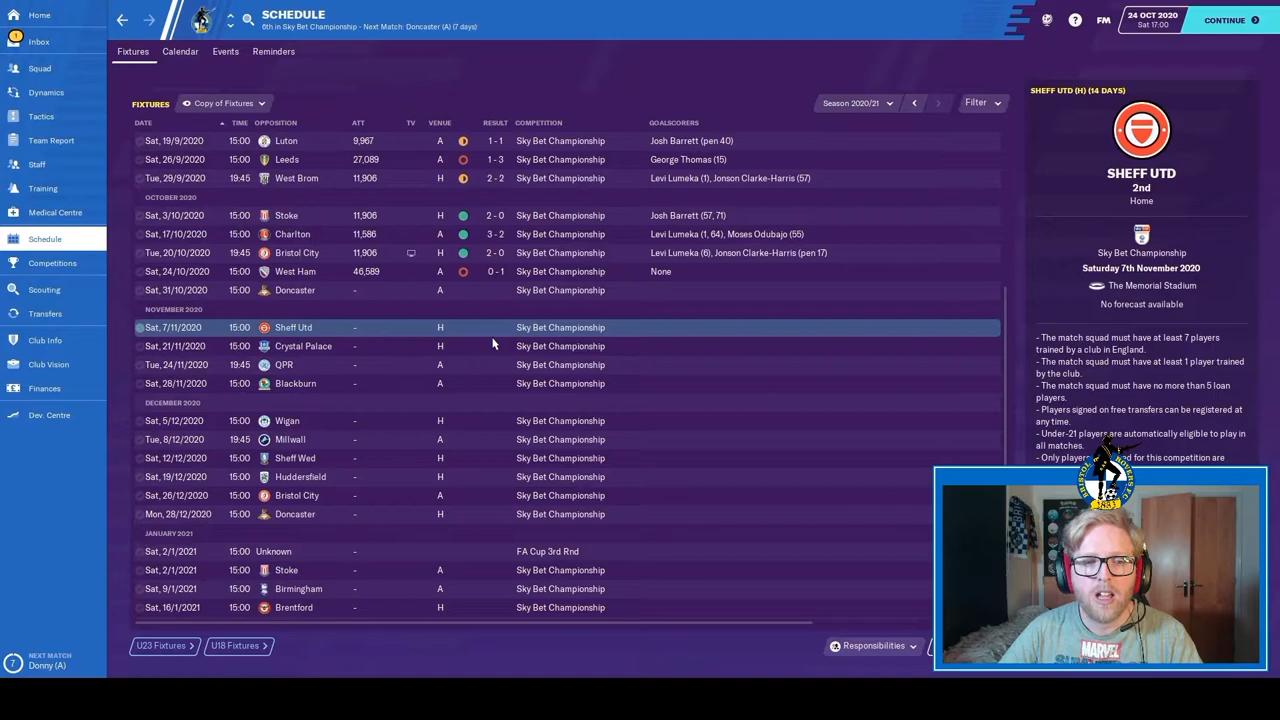 Home
Inbox
1
Squad
Dynamics
Tactics
Team Report
Staff
Training
Medical Centre
Schedule
Competitions
Scouting
Transfers
Club Info
Club Vision
Finances
Dev. Centre
7 NEXT MATCH
Donny (A)
SCHEDULE
6th in Sky Bet Championship - Next Match: Doncaster (A) (7 days)
FM
24 OCT 2020
Sat 17:00
CONTINUE
Fixtures Calendar Events Reminders
FIXTURES Copy of Fixtures Season 2020/21 Filter
DATE TIME OPPOSITION ATT TV VENUE RESULT COMPETITION GOALSCORERS
Sat, 19/9/2020 15:00 Luton 9,967 A 1 - 1 Sky Bet Championship Josh Barrett (pen 40)
Sat, 26/9/2020 15:00 Leeds 27,089 A 1 - 3 Sky Bet Championship George Thomas (15)
Tue, 29/9/2020 19:45 West Brom 11,906 H 2 - 2 Sky Bet Championship Levi Lumeka (1), Jonson Clarke-Harris (57)
OCTOBER 2020
Sat, 3/10/2020 15:00 Stoke 11,906 H 2 - 0 Sky Bet Championship Josh Barrett (57, 71)
Sat, 17/10/2020 15:00 Charlton 11,586 A 3 - 2 Sky Bet Championship Levi Lumeka (1, 64), Moses Odubajo (55)
Tue, 20/10/2020 19:45 Bristol City 11,906 H 2 - 0 Sky Bet Championship Levi Lumeka (6), Jonson Clarke-Harris (pen 17)
Sat, 24/10/2020 15:00 West Ham 46,589 A 0 - 1 Sky Bet Championship None
Sat, 31/10/2020 15:00 Doncaster - A Sky Bet Championship
NOVEMBER 2020
Sat, 7/11/2020 15:00 Sheff Utd - H Sky Bet Championship
Sat, 21/11/2020 15:00 Crystal Palace - H Sky Bet Championship
Tue, 24/11/2020 19:45 QPR - A Sky Bet Championship
Sat, 28/11/2020 15:00 Blackburn - A Sky Bet Championship
DECEMBER 2020
Sat, 5/12/2020 15:00 Wigan - H Sky Bet Championship
Tue, 8/12/2020 19:45 Millwall - A Sky Bet Championship
Sat, 12/12/2020 15:00 Sheff Wed - H Sky Bet Championship
Sat, 19/12/2020 15:00 Huddersfield - H Sky Bet Championship
Sat, 26/12/2020 15:00 Bristol City - A Sky Bet Championship
Mon, 28/12/2020 15:00 Doncaster - H Sky Bet Championship
JANUARY 2021
Sat, 2/1/2021 15:00 Unknown - FA Cup 3rd Rnd
Sat, 2/1/2021 15:00 Stoke - A Sky Bet Championship
Sat, 9/1/2021 15:00 Birmingham - A Sky Bet Championship
Sat, 16/1/2021 15:00 Brentford - H Sky Bet Championship
U23 Fixtures U18 Fixtures Responsibilities
SHEFF UTD (H) (14 DAYS)
SHEFF UTD
2nd
Home
Sky Bet Championship
Saturday 7th November 2020
The Memorial Stadium
No forecast available
- The match squad must have at least 7 players
trained by a club in England.
- The match squad must have at least 1 player trained
by the club.
- The match squad must have no more than 5 loan
players.
- Players signed on free transfers can be registered at
any time.
- Under-21 players are automatically eligible to play in
all matches.
- Only for this competition are
BRISTOL ROVERS FC
1883
MARVEL